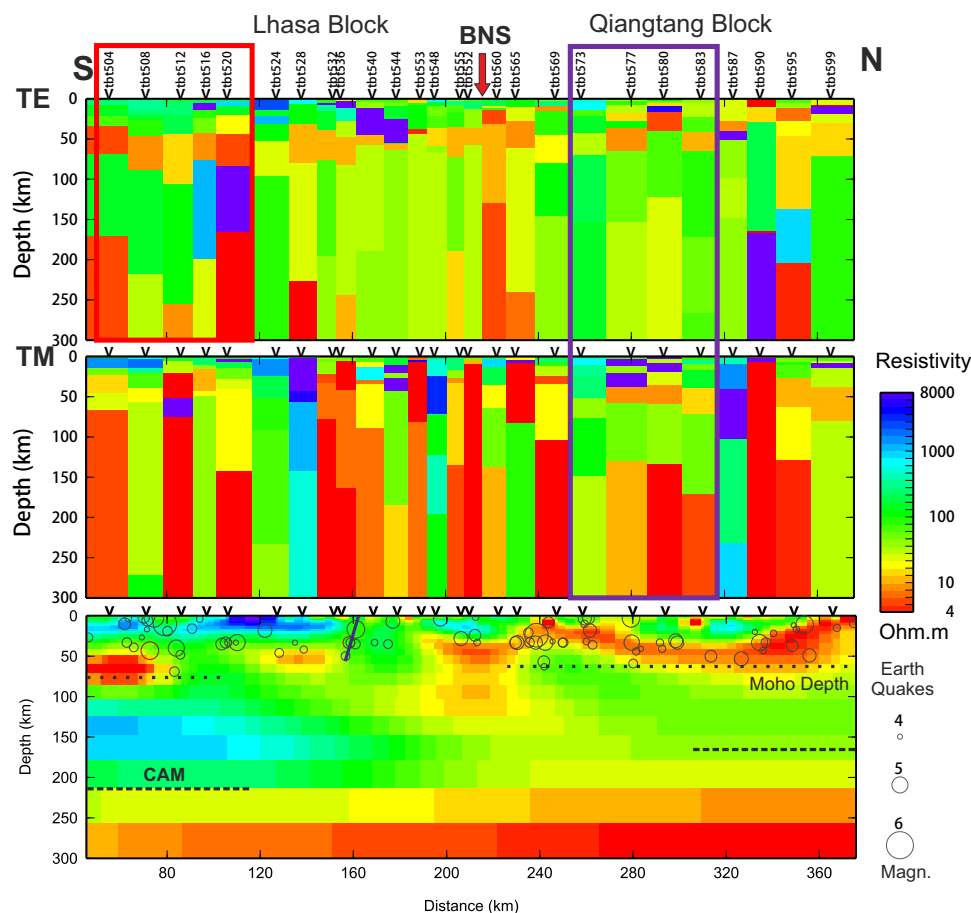 Lhasa Block
BNS
Qiangtang Block
S
N
tbt504
tbt508
tbt512
tbt516
tbt520
tbt524
tbt528
tbt532
tbt536
tbt540
tbt544
tbt553
tbt548
tbt555
tbt552
tbt560
tbt565
tbt569
tbt573
tbt577
tbt580
tbt583
tbt587
tbt590
tbt595
tbt599
TE
0
50
100
150
200
250
300
Depth (km)
TM
0
50
100
150
200
250
300
Depth (km)
Resistivity
8000
1000
100
10
4
Ohm.m
0
50
100
150
200
250
300
Depth (km)
Moho Depth
CAM
80
120
160
200
240
280
320
360
Distance (km)
Earth
Quakes
4
5
6
Magn.